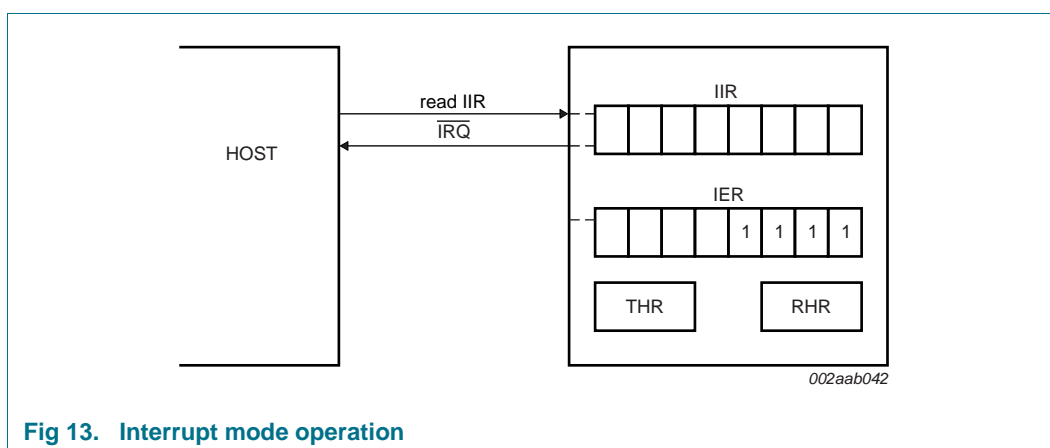 HOST
read IIR
IRQ
IIR
IER
1 1 1 1
THR RHR
002aab042
Fig 13. Interrupt mode operation